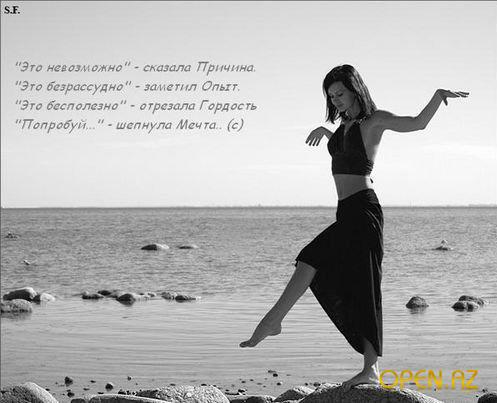 S.F.
"Это невозможно" - сказала Причина.
"Это безрассудно" - заметил Опыт.
"Это бесполезно" - отрезала Гордость
"Попробуй..." - шепнула Мечта.. (с)
OPEN.AZ